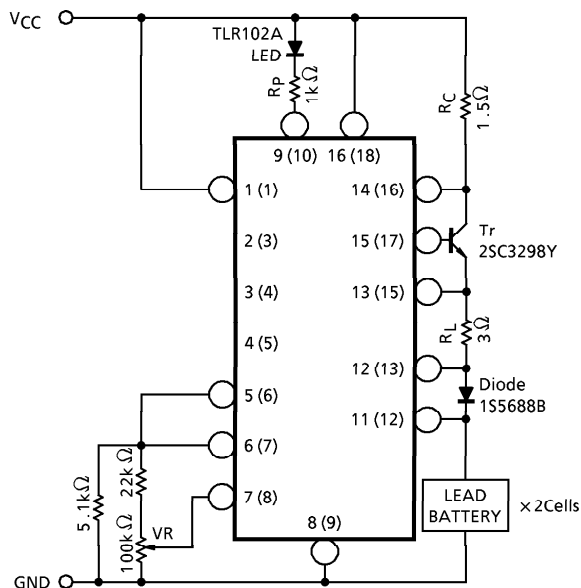 VCC
TLR102A
LED
RP
1kΩ
RC
1.5Ω
9 (10)
16 (18)
1 (1)
14 (16)
2 (3)
15 (17)
Tr
2SC3298Y
3 (4)
13 (15)
RL
3Ω
4 (5)
12 (13)
Diode
1S5688B
5 (6)
11 (12)
6 (7)
5.1kΩ
22kΩ
7 (8)
100kΩ
VR
8 (9)
LEAD
BATTERY
×2Cells
GND